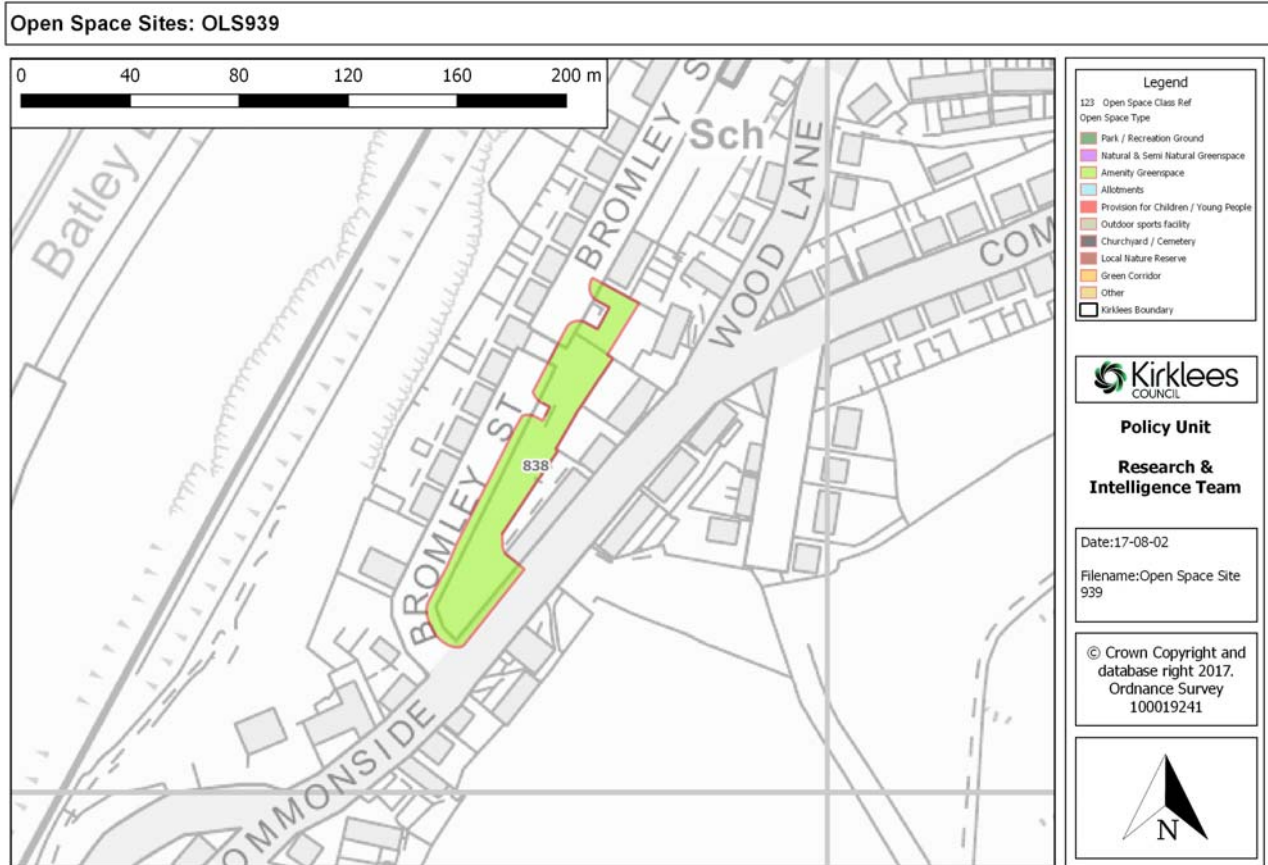 Open Space Sites: OLS939
0 40 80 120 160 200 m
Batley
BROMLEY S
Sch
WOOD LANE
COM
BROMLEY ST
838
OMMONSIDE
Legend
123 Open Space Class Ref
Open Space Type
Park / Recreation Ground
Natural & Semi Natural Greenspace
Amenity Greenspace
Allotments
Provision for Children / Young People
Outdoor sports facility
Churchyard / Cemetery
Local Nature Reserve
Green Corridor
Other
Kirklees Boundary
Kirklees
COUNCIL
Policy Unit
Research &
Intelligence Team
Date:17-08-02
Filename:Open Space Site
939
© Crown Copyright and
database right 2017.
Ordnance Survey
100019241
N